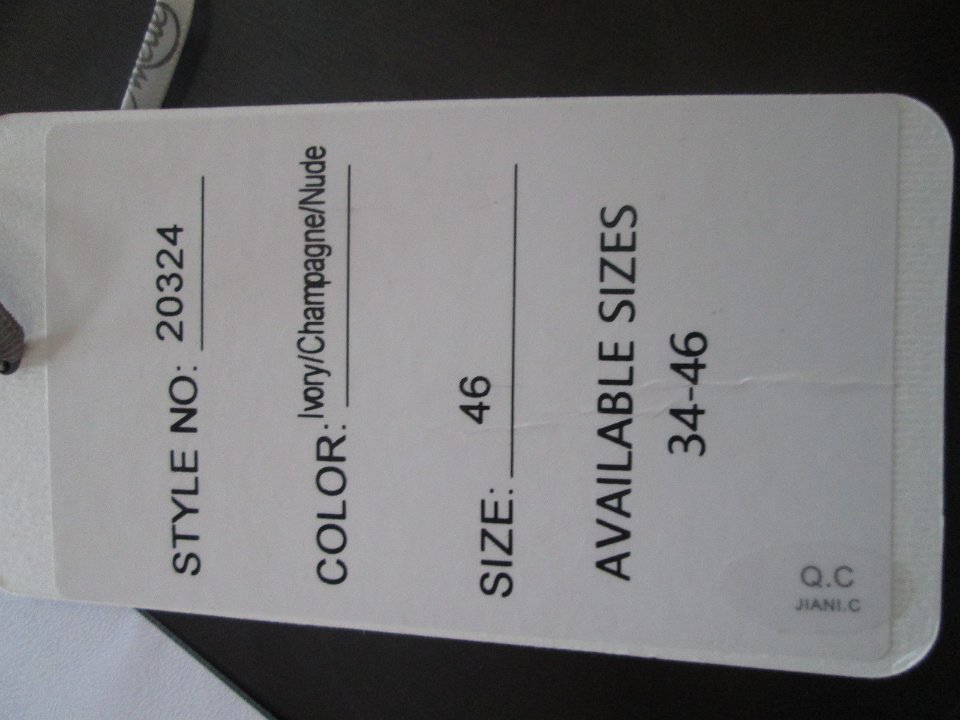 STYLE NO: 20324
COLOR: Ivory/Champagne/Nude
SIZE: 46
AVAILABLE SIZES
34-46
Q.C
JIANI.C